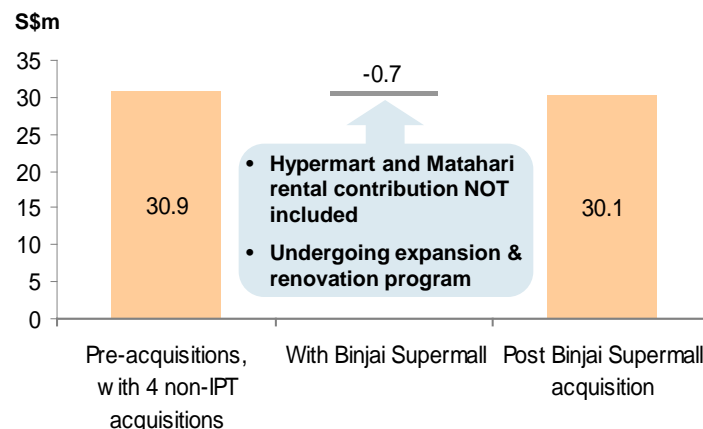 S$m
35
30
25
20
15
10
5
0
30.9
-0.7
• Hypermart and Matahari
rental contribution NOT
included
• Undergoing expansion &
renovation program
30.1
Pre-acquisitions,
with 4 non-IPT
acquisitions
With Binjai Supermall
Post Binjai Supermall
acquisition